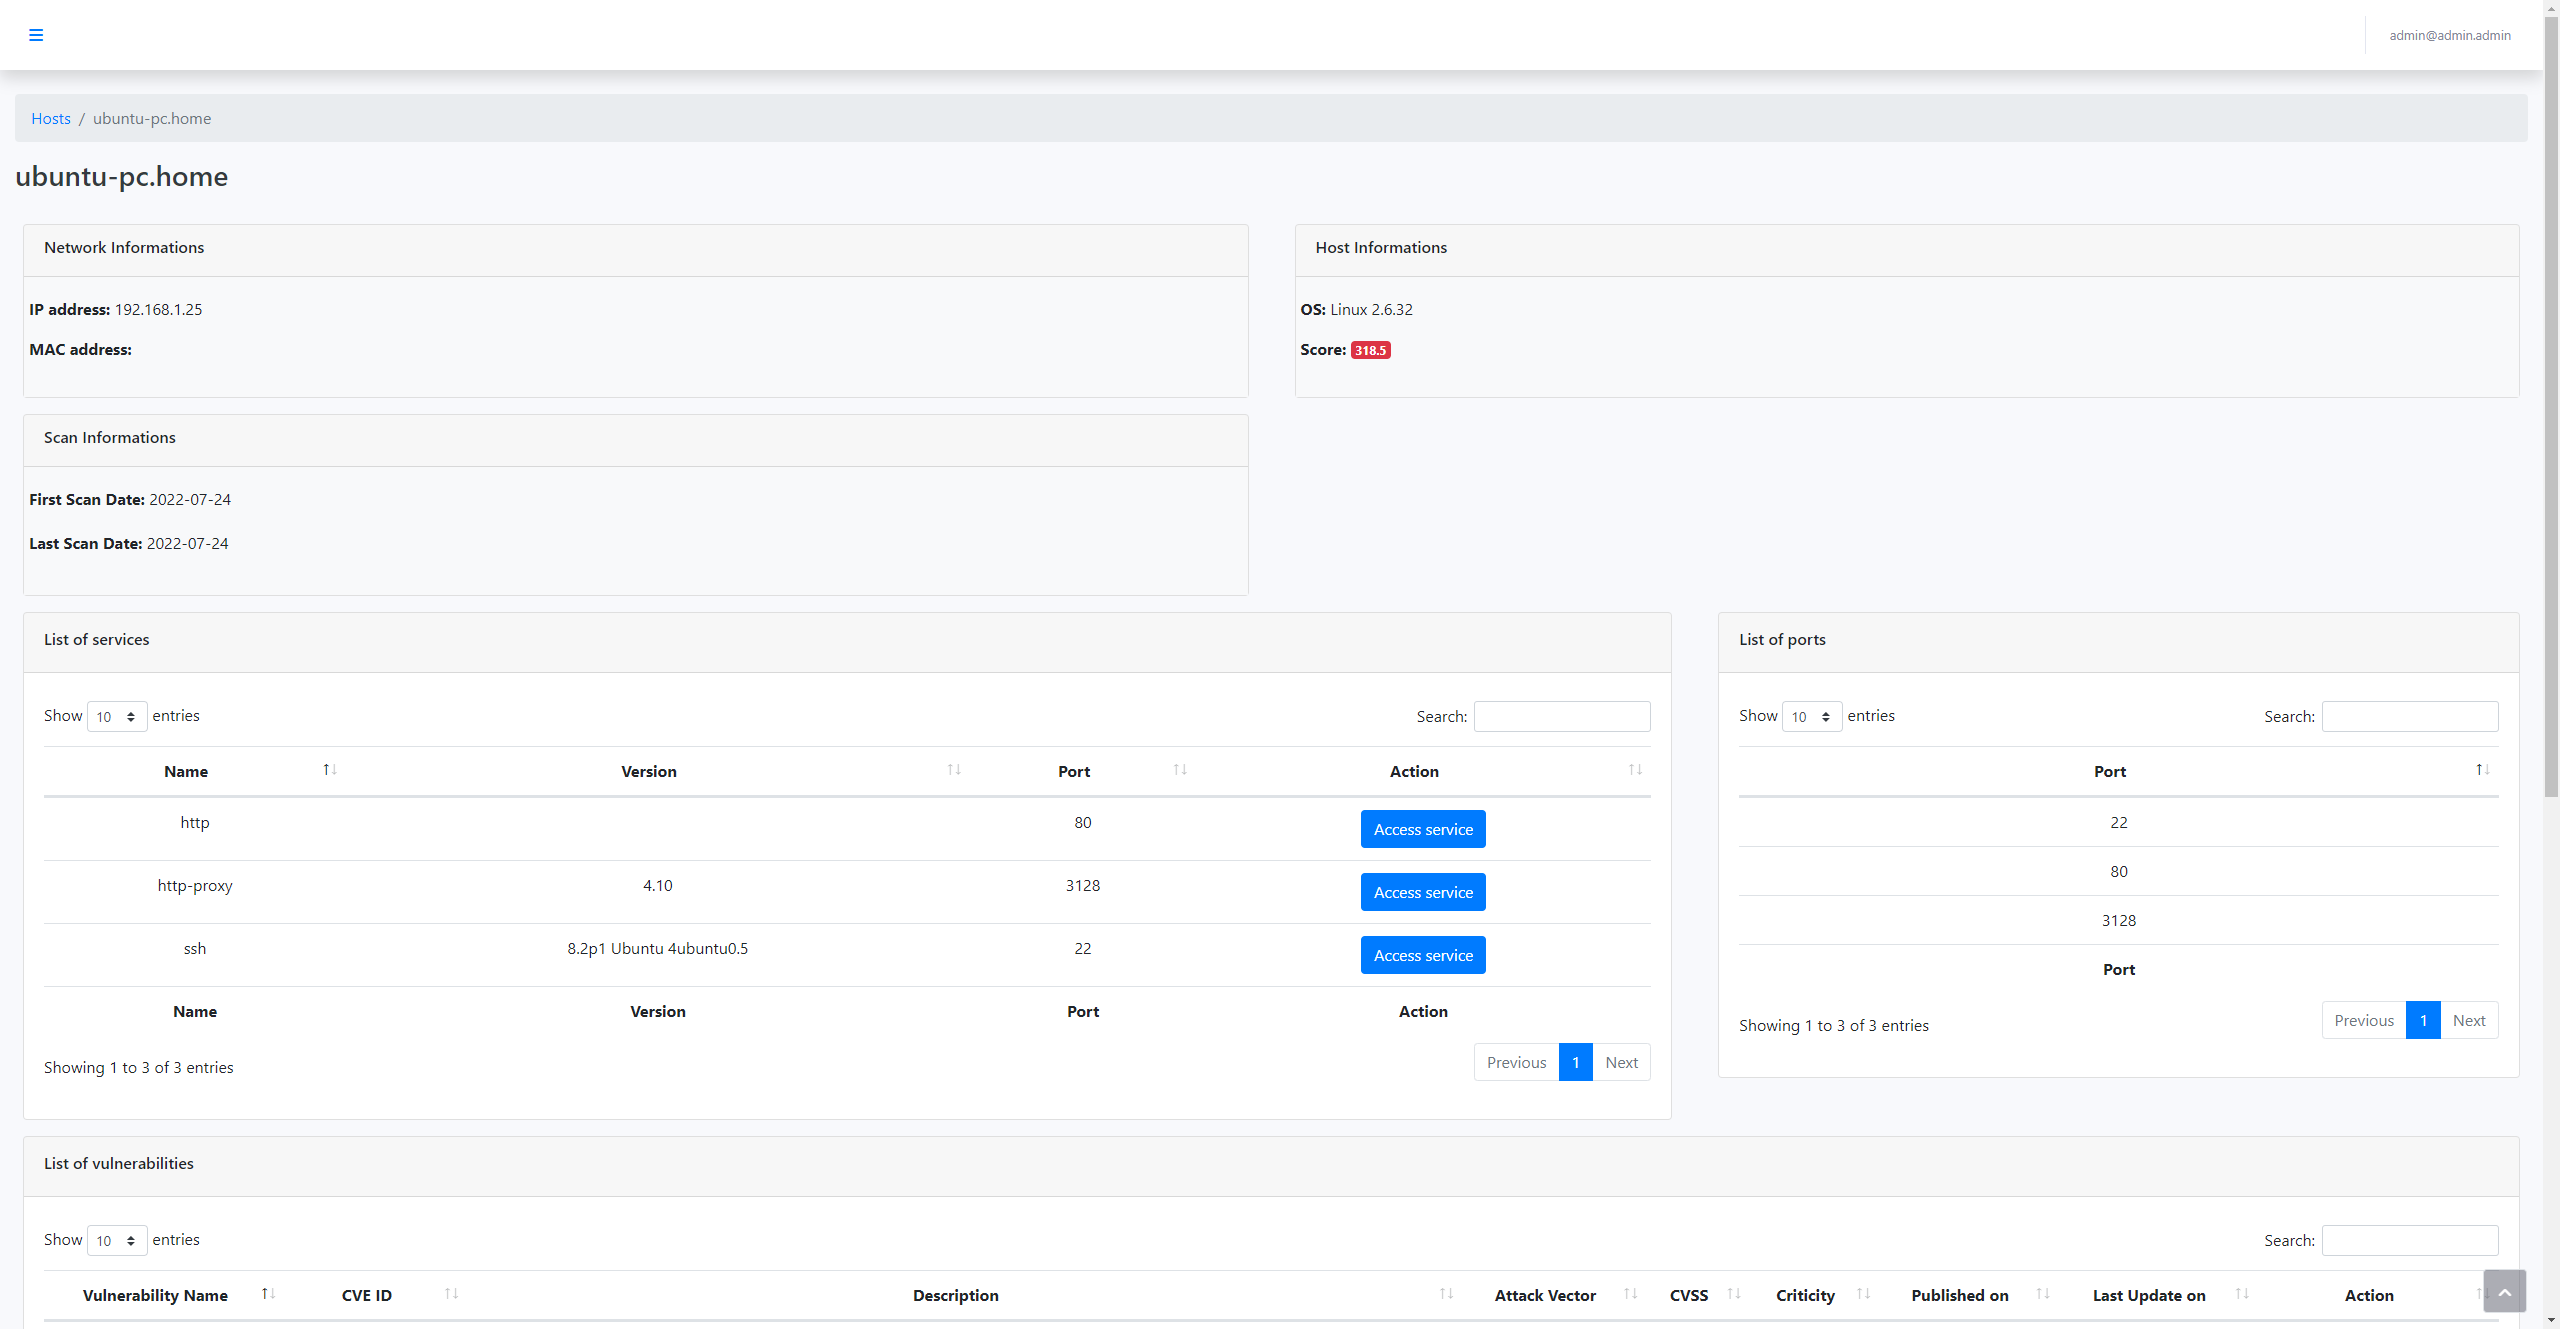 admin@admin.admin
Hosts / ubuntu-pc.home
ubuntu-pc.home
Network Informations
IP address: 192.168.1.25
MAC address:
Host Informations
OS: Linux 2.6.32
Score: 318.5
Scan Informations
First Scan Date: 2022-07-24
Last Scan Date: 2022-07-24
List of services
Show 10 entries Search:
Name Version Port Action
http 80 Access service
http-proxy 4.10 3128 Access service
ssh 8.2p1 Ubuntu 4ubuntu0.5 22 Access service
Name Version Port Action
Showing 1 to 3 of 3 entries
Previous 1 Next
List of ports
Show 10 entries Search:
Port
22
80
3128
Port
Showing 1 to 3 of 3 entries
Previous 1 Next
List of vulnerabilities
Show 10 entries Search:
Vulnerability Name CVE ID Description Attack Vector CVSS Criticity Published on Last Update on Action